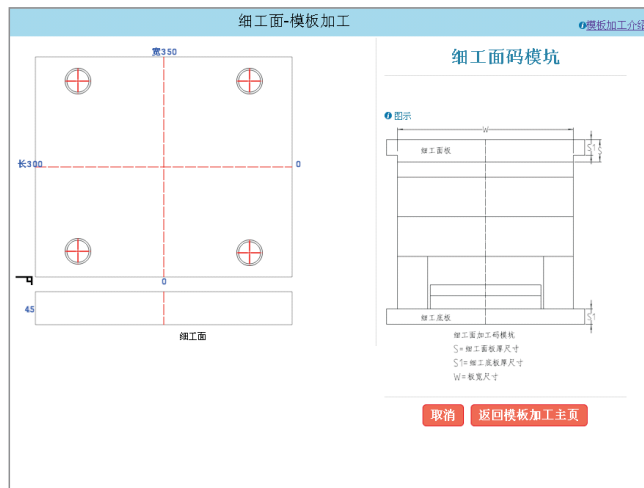 细工面-模板加工
模板加工介绍
宽350
长300
0
0
45
细工面
细工面码模坑
图示
W
细工面板
S1
S
细工底板
S1
细工面加工码模坑
S=细工面板厚尺寸
S1=细工底板厚尺寸
W=板宽尺寸
取消
返回模板加工主页